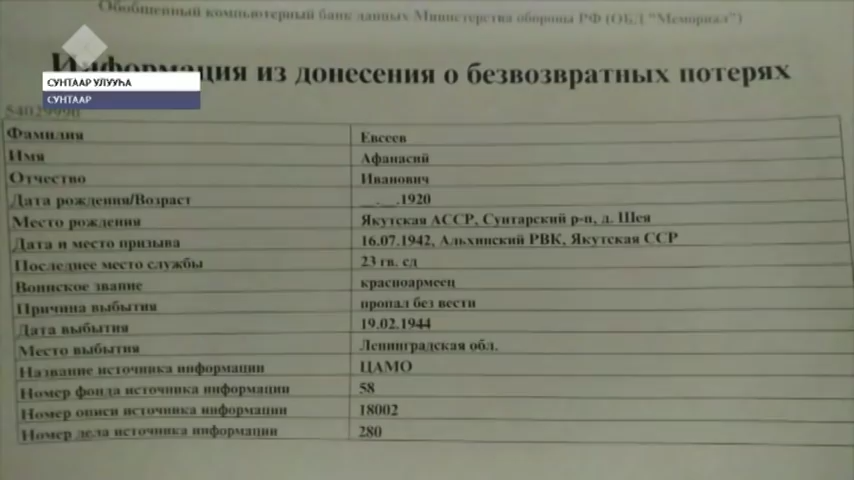 Обобщенный компьютерный банк данных Министерства обороны РФ (ОБД "Мемориал")
Информация из донесения о безвозвратных потерях
СУНТААР УЛУУҺА
СУНТААР
54029990
Фамилия Евсеев
Имя Афанасий
Отчество Иванович
Дата рождения/Возраст __.__.1920
Место рождения Якутская АССР, Сунтарский р-н, д. Шея
Дата и место призыва 16.07.1942, Альхинский РВК, Якутская ССР
Последнее место службы 23 гв. сд
Воинское звание красноармеец
Причина выбытия пропал без вести
Дата выбытия 19.02.1944
Место выбытия Ленинградская обл.
Название источника информации ЦАМО
Номер фонда источника информации 58
Номер описи источника информации 18002
Номер дела источника информации 280